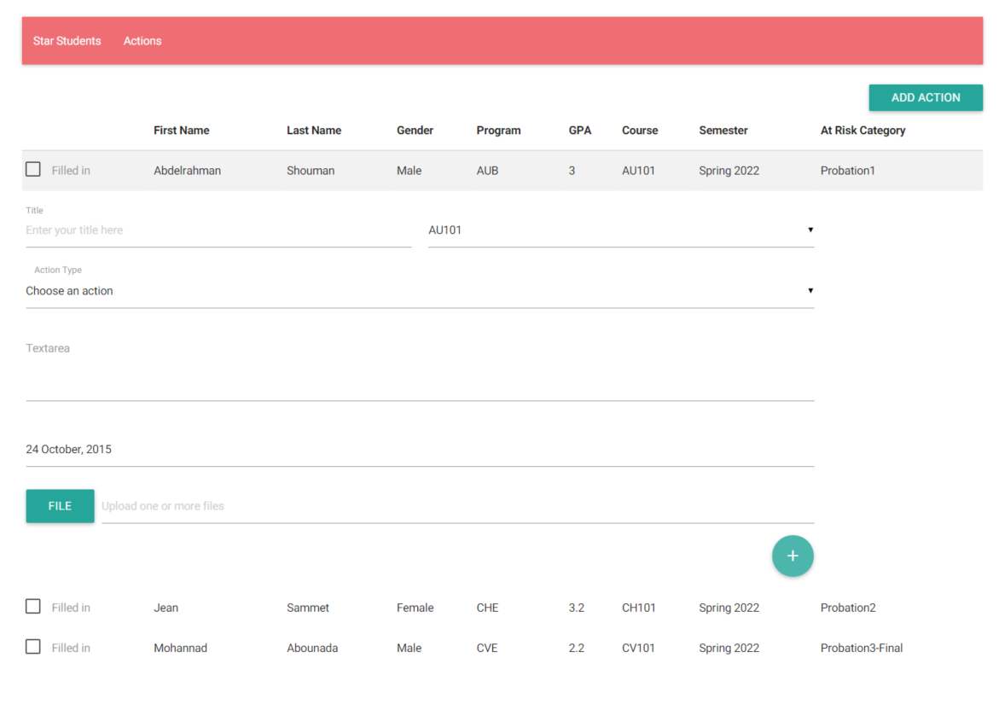 Star Students Actions
ADD ACTION
First Name Last Name Gender Program GPA Course Semester At Risk Category
Filled in Abdelrahman Shouman Male AUB 3 AU101 Spring 2022 Probation1
Title
Enter your title here AU101
Action Type
Choose an action
Textarea
24 October, 2015
FILE Upload one or more files
+
Filled in Jean Sammet Female CHE 3.2 CH101 Spring 2022 Probation2
Filled in Mohannad Abounada Male CVE 2.2 CV101 Spring 2022 Probation3-Final